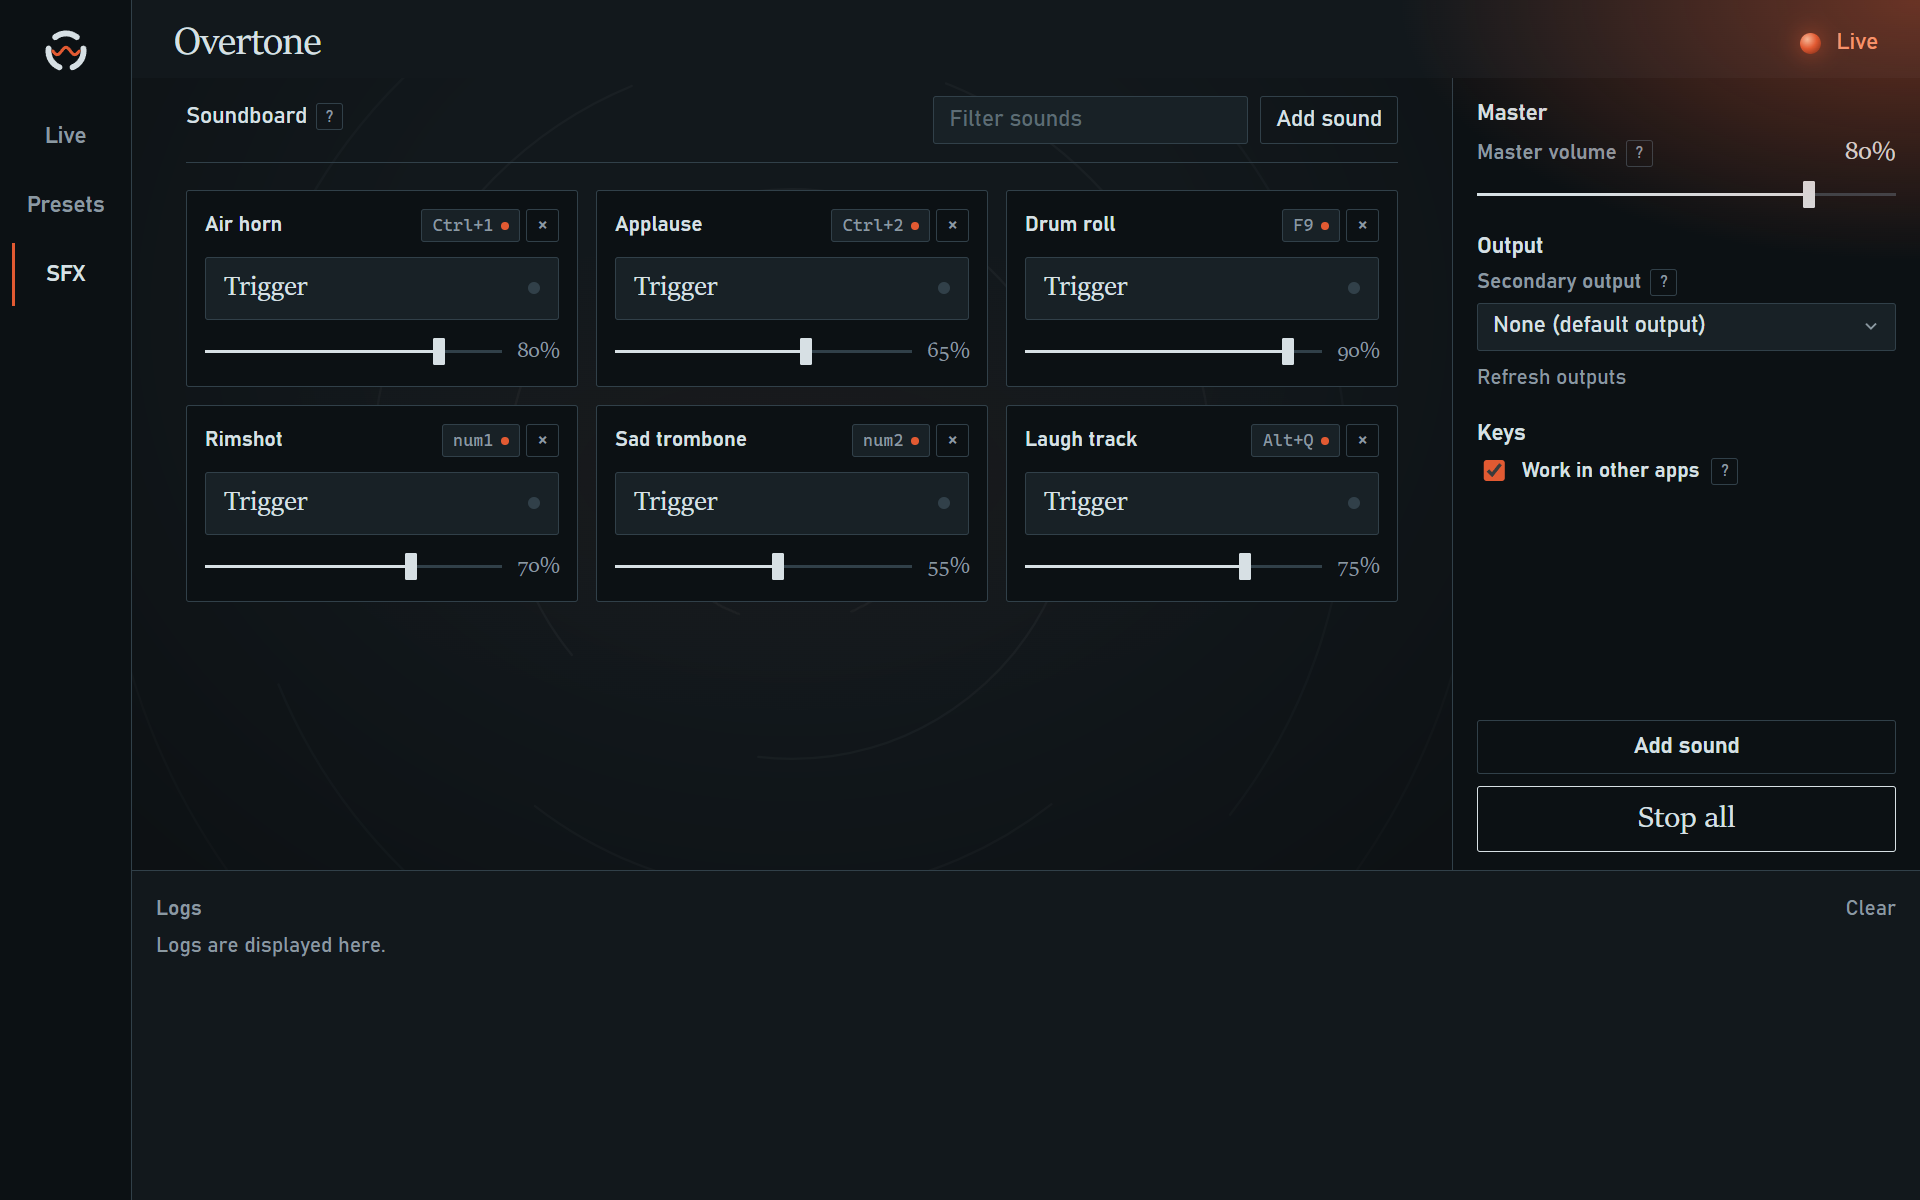 Overtone
Live
Live
Presets
SFX
Soundboard ?
Filter sounds
Add sound
Air horn Ctrl+1 ×
Trigger
80%
Applause Ctrl+2 ×
Trigger
65%
Drum roll F9 ×
Trigger
90%
Rimshot num1 ×
Trigger
70%
Sad trombone num2 ×
Trigger
55%
Laugh track Alt+Q ×
Trigger
75%
Master
Master volume ? 80%
Output
Secondary output ?
None (default output)
Refresh outputs
Keys
Work in other apps ?
Add sound
Stop all
Logs Clear
Logs are displayed here.